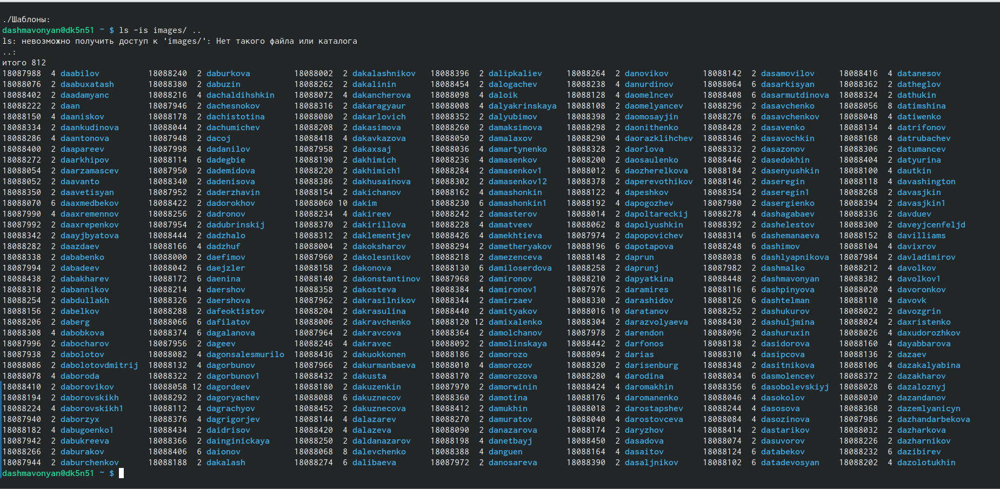 ./Шаблоны:
dashmavonyan@dk5n51 ~ $ ls -is images/ ..
ls: невозможно получить доступ к 'images/': Нет такого файла или каталога
..:
итого 812
18087988  4 daabilov          18088240  2 daburkova         18088002  2 dakalashnikov   18088396  2 dalipkaliev     18088264  2 danovikov       18088142  2 dasamovilov     18088416  4 datanesov
18088076  2 daabuxatash       18088380  2 dabuzin           18088262  2 dakalinin       18088454  2 dalogachev      18088238  4 danurdinov      18088064  6 dasarkisyan     18088362  2 datheglov
18088402  2 daadamyanc        18088216  4 dachaldihshkin    18088072  4 dakancherova    18088098  4 daloik          18088128  4 daomelncev      18088408  6 dasarmutdinova  18088324  2 dathukin
18088222  2 daan              18087946  2 dachesnokov       18088316  2 dakaragyaur     18088008  4 dalyakrinskaya  18088108  2 daomelyancev    18088296  2 dasavchenko     18088056  8 datimshina
18088150  4 daaniskov         18088178  2 dachistotina      18088080  2 dakarlovich     18088352  2 dalyubimov      18088398  2 daomosayjin     18088276  6 dasavchenkov    18088048  4 datiwenko
18088334  2 daankudinova      18088044  2 dachumichev       18088208  2 dakasimova      18088260  2 damaksimova     18088298  2 daonithenko     18088428  2 dasavenko       18088134  4 datrifonov
18088286  4 daantonova        18087948  2 dacoj             18088418  4 dakavkazova     18088050  2 damalaxov       18088290  4 daorazklihchev  18088346  2 dasavochkin     18088168  4 datrubachev
18088400  2 daapareev         18087998  4 dadanilov         18087958  2 dakaxsaj        18088036  4 damartynenko    18088328  2 daorlova        18088332  2 dasazonov       18088306  2 datumancev
18088272  2 daarkhipov        18088114  6 dadegbie          18088190  2 dakhimich       18088236  4 damasenkov      18088200  2 daosaulenko     18088446  2 dasedokhin      18088404  2 datyurina
18088054  2 daarzamascev      18087950  2 dademidova        18088220  2 dakhimich1      18088284  2 damasenkov1     18088012  6 daozherelkova   18088184  2 dasenyushkin    18088100  4 dautkin
18088052  2 daavanto          18088340  2 dadenisova        18088386  2 dakhusainova    18088302  2 damasenkov12    18088378  2 daperevothikov  18088146  2 daseregin       18088118  4 davashington
18088350  2 daavetisyan       18087952  2 daderzhavin       18088154  2 dakichanov      18088162  4 damashonkin     18088122  4 dapeshkov       18088354  2 daseregin1      18088268  2 davasjkin
18088070  6 daaxmedbekov      18088422  2 dadorokhov        18088060 10 dakim           18088230  6 damashonkin1    18088192  4 dapogozhev      18087980  2 dasergienko     18088394  2 davasjkin1
18087990  4 daaxremennov      18088256  2 dadronov          18088234  4 dakireev        18088242  2 damasterov      18088014  2 dapoltareckij   18088278  4 dashagabaev     18088336  2 davduev
18087992  2 daaxrepenkov      18087954  2 dadubrinskij      18088370  2 dakirillova     18088228  4 damatveev       18088062  8 dapolyushkin    18088392  2 dashelestov     18088300  2 daveyjcenfeljd
18088342  2 daayjbyatova      18088444  2 dadzhalo          18088312  2 daklementjev    18088426  4 damekhtieva     18087974  2 dapopovichev    18088314  6 dashemanaeva    18088152  8 davilliams
18088282  2 daazdaev          18088166  4 dadzhuf           18088004  2 dakoksharov     18088294  2 dametheryakov   18088196  6 dapotapova      18088248  6 dashimov        18088104  4 davixrov
18088338  2 dababenko         18088000  2 daefimov          18087960  2 dakolesnikov    18088218  2 damezenceva     18088148  2 daprun          18088038  6 dashlyapnikova  18087984  2 davladimirov
18087994  2 dabadeev          18088042  6 daejzler          18088158  2 dakonova        18088130  6 damiloserdova   18088258  2 daprunj         18087982  2 dashmalko       18088212  4 davolkov
18088438  2 dabakharev        18088172  6 daenina           18088140  2 dakonstantinov  18087968  2 damironov       18088210  2 dapyatkina      18088448  2 dashmavonyan    18088382  4 davolkov1
18088318  2 dabannikov        18088214  4 daershov          18088358  2 dakosteva       18088384  4 damironov1      18087976  2 daramires       18088116  6 dashpinyova     18088020  4 davoronkov
18088254  2 dabdullakh        18088326  2 daershova         18087962  2 dakrasilnikov   18088344  2 damirzaev       18088330  2 darashidov      18088126  6 dashtelman      18088110  4 davovk
18088156  2 dabelkov          18088288  2 dafeoktistov      18088204  2 dakrasulina     18088440  2 damityakov      18088016 10 daratanov       18088252  2 dashukurov      18088022  2 davozgrin
18088206  2 daberg            18088066  6 dafilatov         18088006  2 dakravchenko    18088120 12 damixalenko     18088304  2 darazvolyaeva   18088430  2 dashuljmina     18088024  2 daxristenko
18088308  4 dabobkova         18088374  6 dagalanova        18087964  2 dakravcova      18088364  2 damolchanov     18087978  2 darendon        18088096  2 dashuruxin      18088026  4 daxudorozhkov
18087996  2 dabocharov        18087956  2 dageev            18088246  4 dakravec        18088092  2 damolinskaya    18088442  2 darfonos        18088138  2 dasidorova      18088160  4 dayabbarova
18087938  2 dabolotov         18088082  4 dagonsalesmurilo  18088436  2 dakuokkonen     18088186  2 damorozo        18088094  2 darias          18088310  4 dasipcova       18088136  2 dazaev
18088086  2 dabolotovdmitrij  18088132  4 dagorbunov        18087966  2 dakurmanbaeva   18088210  4 damorozov       18088320  2 darisenburg     18088348  2 dasitnikova     18088106  4 dazakalyabina
18088078  4 daboroda          18088322  2 dagorbunov1       18088432  2 dakusta         18088170  2 damorozova      18088280  4 darodina        18088034  6 dasmolencev     18088372  2 dazakharov
18088410  2 daborovikov       18088058 12 dagordeev         18088180  2 dakuzenkin      18087970  2 damorwinin      18088424  4 daromakhin      18088356  6 dasobolevskiyj  18088028  6 dazaloznyj
18088194  2 daborovskikh      18088292  2 dagoryachev       18088088  6 dakuznecov      18088360  2 damotina        18088176  4 daromanenko     18088046  4 dasokolov       18088030  2 dazandanov
18088224  4 daborovskikh1     18088112  4 dagrachyov        18088452  2 dakuznecova     18088412  2 damukhin        18088018  2 darostapshev    18088244  4 dasosova        18088368  2 dazemlyanicyn
18087940  2 daborzyx          18088376  4 dagrigorjev       18088144  4 dalazarev       18088270  2 damuratov       18088040  4 darostovceva    18088084  4 dasozinova      18087986  2 dazhandarbekova
18088182  4 dabugoenko1       18088434  2 daidrisov         18088420  4 dalazeva        18088090  2 danazarova      18088174  2 daryzhov        18088414  2 dastarikov      18088032  2 dazharkova
18087942  2 dabukreeva        18088366  2 dainginickaya     18088250  2 daldanazarov    18088198  4 danetbayj       18088450  2 dasadova        18088074  2 dasuvorov       18088226  2 dazharnikov
18088266  2 daburakov         18088406  6 daionov           18088068  8 dalevchenko     18088388  4 danguen         18088164  4 dasaitov        18088124  6 databekov       18088232  6 dazibirev
18087944  2 daburchenkov      18088188  2 dakalash          18088274  6 dalibaeva       18087972  2 danosareva      18088390  2 dasaljnikov     18088102  6 datadevosyan    18088202  4 dazolotukhin
dashmavonyan@dk5n51 ~ $